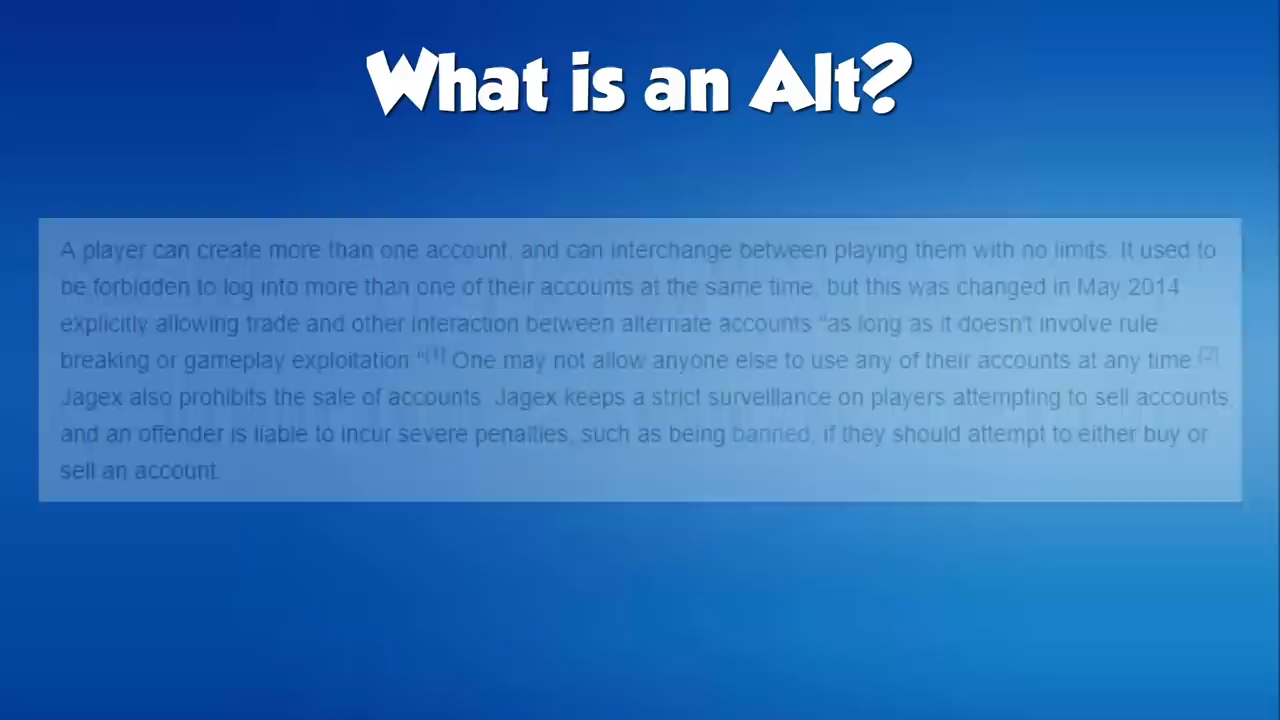 What is an Alt?
A player can create more than one account, and can interchange between playing them with no limits. It used to
be forbidden to log into more than one of their accounts at the same time, but this was changed in May 2014
explicitly allowing trade and other interaction between alternate accounts "as long as it doesn't involve rule
breaking or gameplay exploitation."[1] One may not allow anyone else to use any of their accounts at any time.[2]
Jagex also prohibits the sale of accounts. Jagex keeps a strict surveillance on players attempting to sell accounts,
and an offender is liable to incur severe penalties, such as being banned, if they should attempt to either buy or
sell an account.